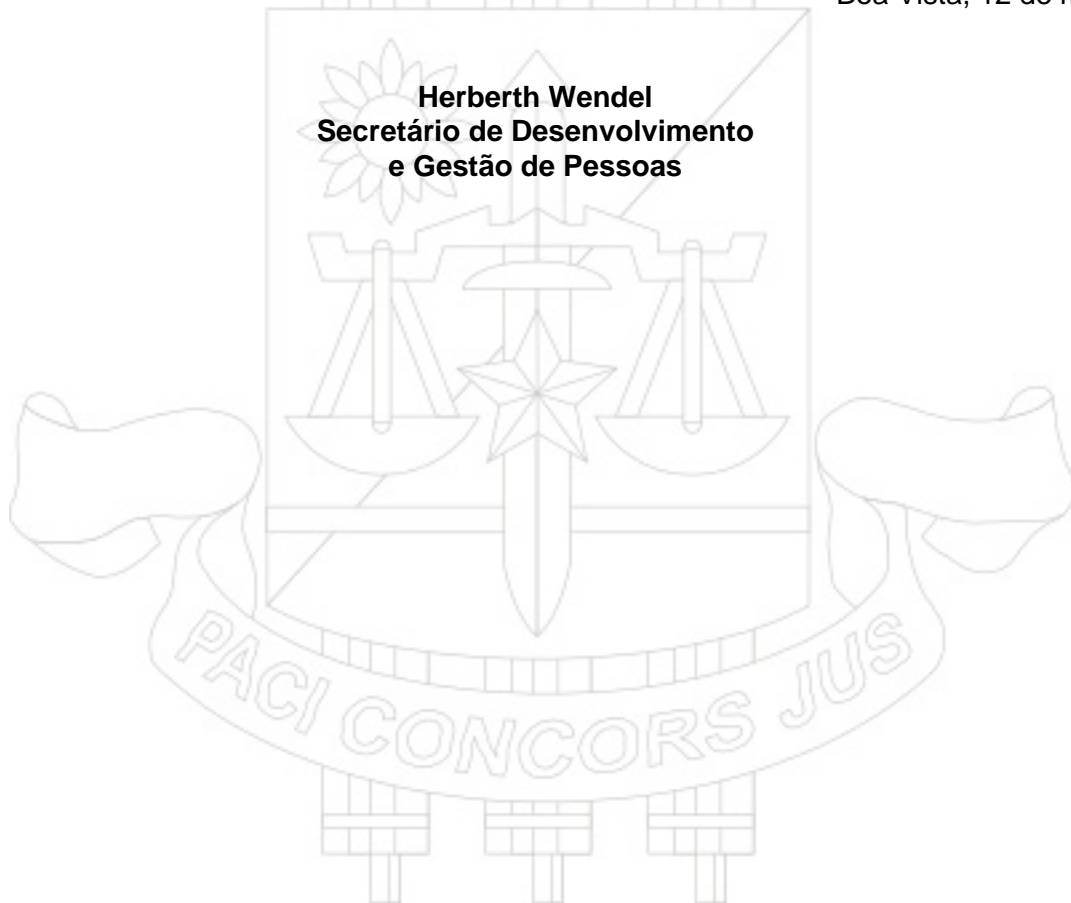 Boa Vista, 12 de
Herberth Wendel
Secretário de Desenvolvimento
e Gestão de Pessoas
PACI CONCORS JUS